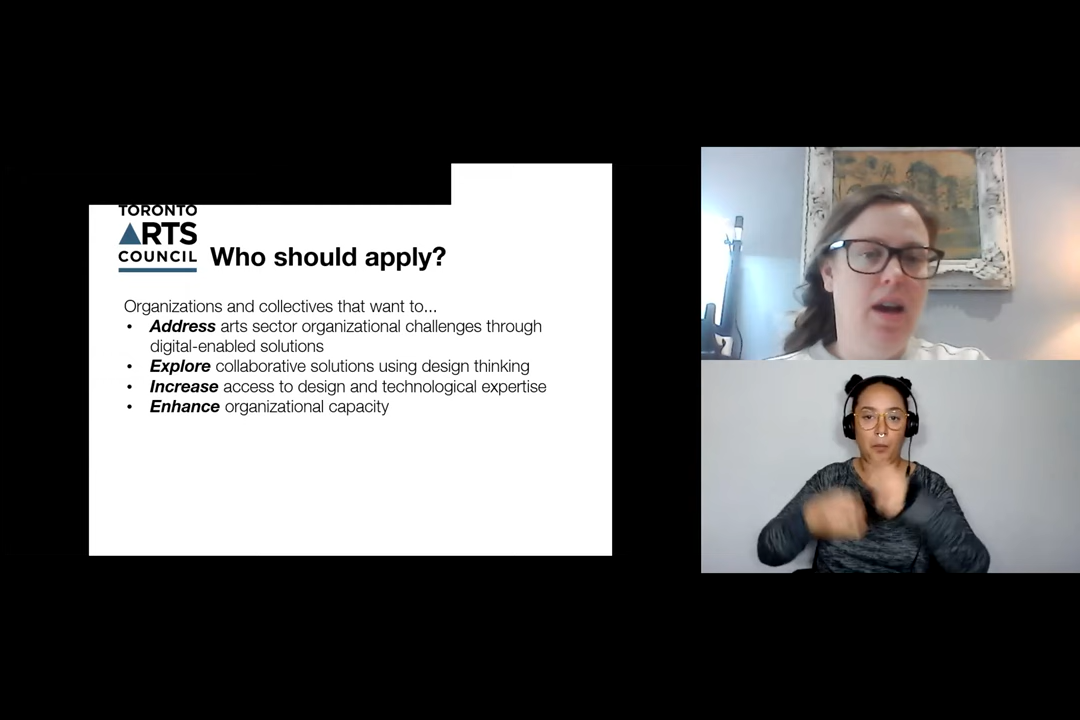 TORONTO
ARTS
COUNCIL
Who should apply?
Organizations and collectives that want to...
• Address arts sector organizational challenges through
digital-enabled solutions
• Explore collaborative solutions using design thinking
• Increase access to design and technological expertise
• Enhance organizational capacity